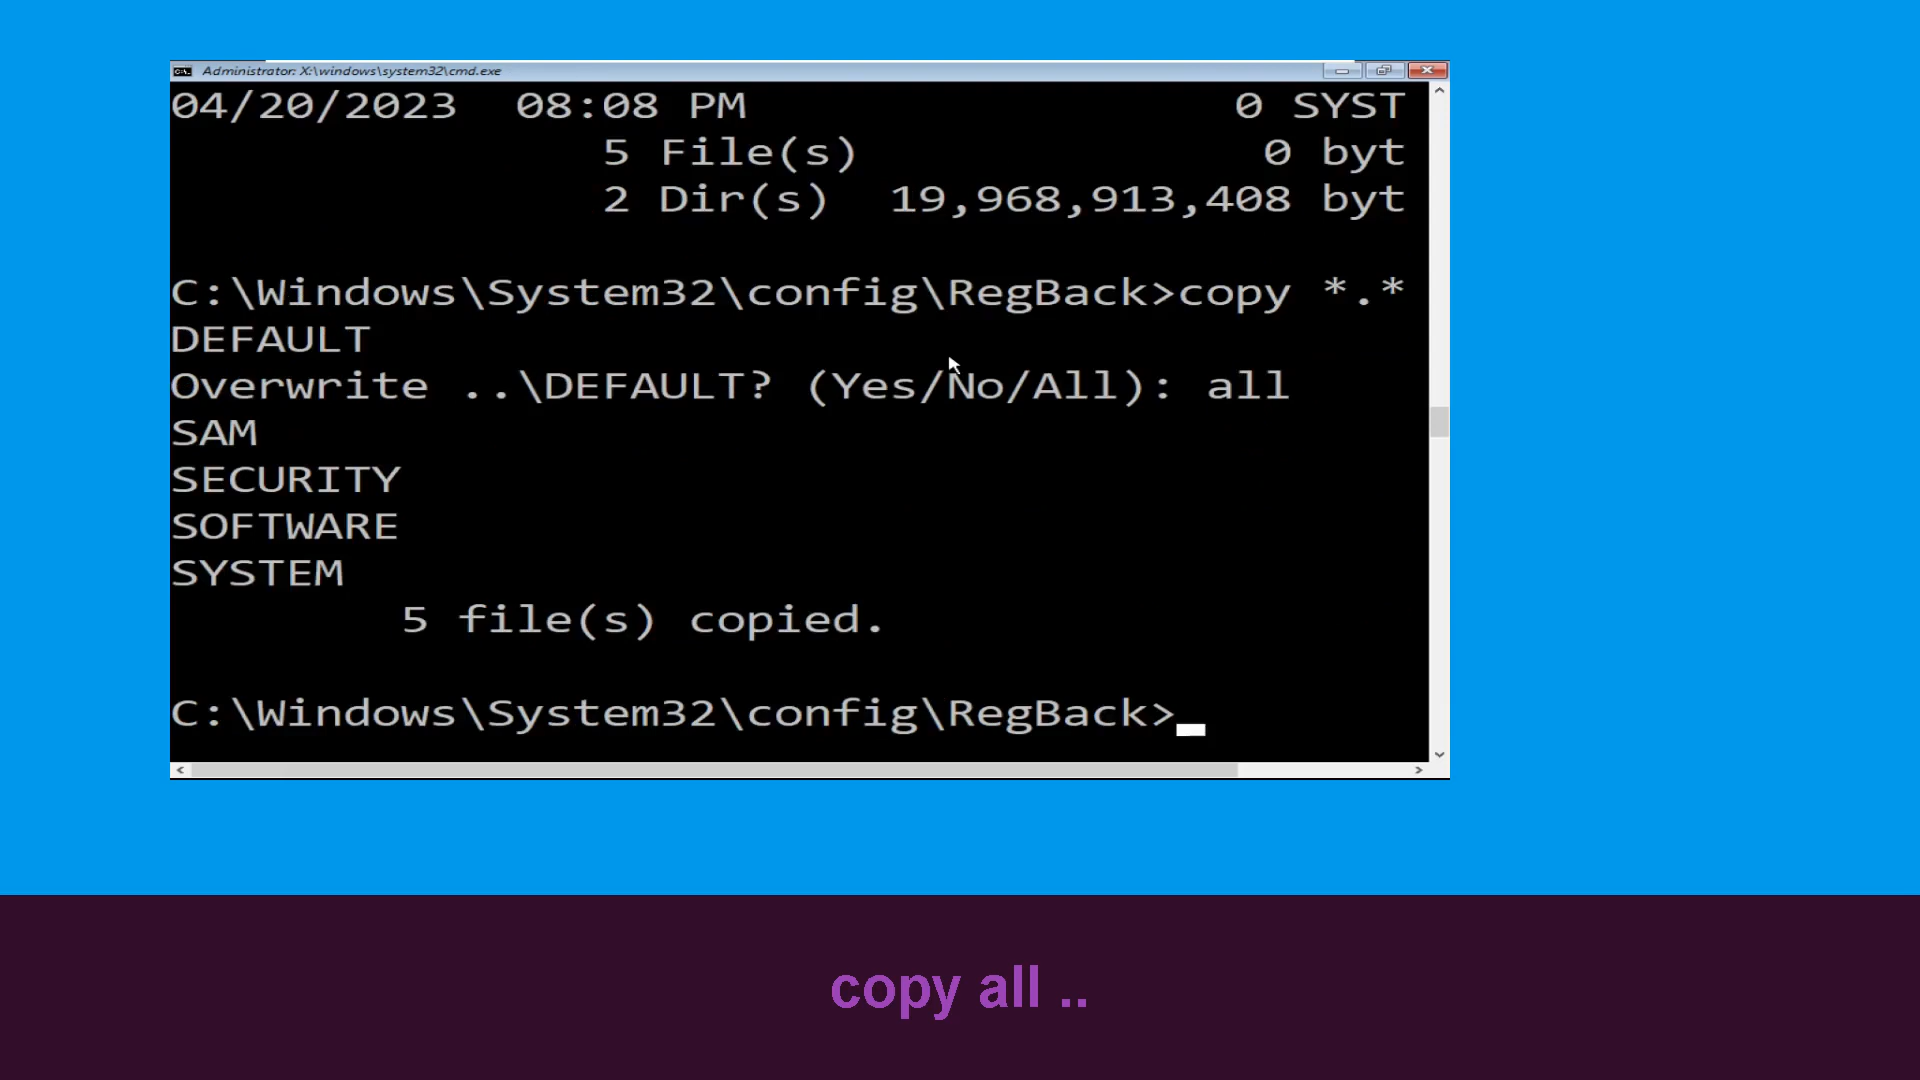 Administrator: X:\windows\system32\cmd.exe
04/20/2023  08:08 PM                           0 SYST
               5 File(s)              0 byt
               2 Dir(s)  19,968,913,408 byt
C:\Windows\System32\config\RegBack>copy *.*
DEFAULT
Overwrite ..\DEFAULT? (Yes/No/All): all
SAM
SECURITY
SOFTWARE
SYSTEM
        5 file(s) copied.
C:\Windows\System32\config\RegBack>
copy all ..